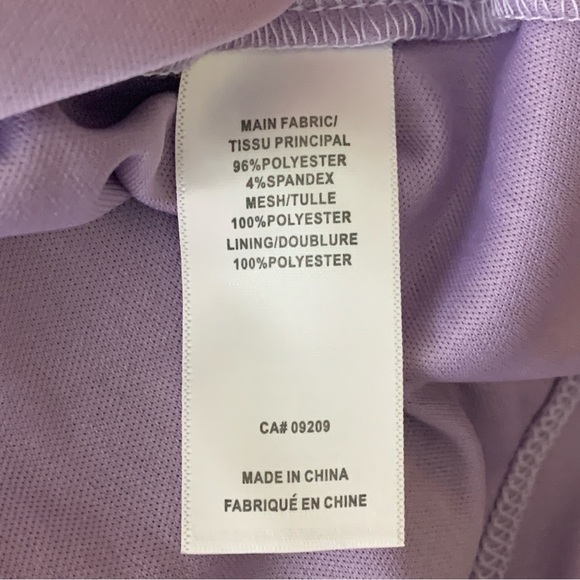 MAIN FABRIC/
TISSU PRINCIPAL
96%POLYESTER
4%SPANDEX
MESH/TULLE
100%POLYESTER
LINING/DOUBLURE
100%POLYESTER
CA# 09209
MADE IN CHINA
FABRIQUÉ EN CHINE